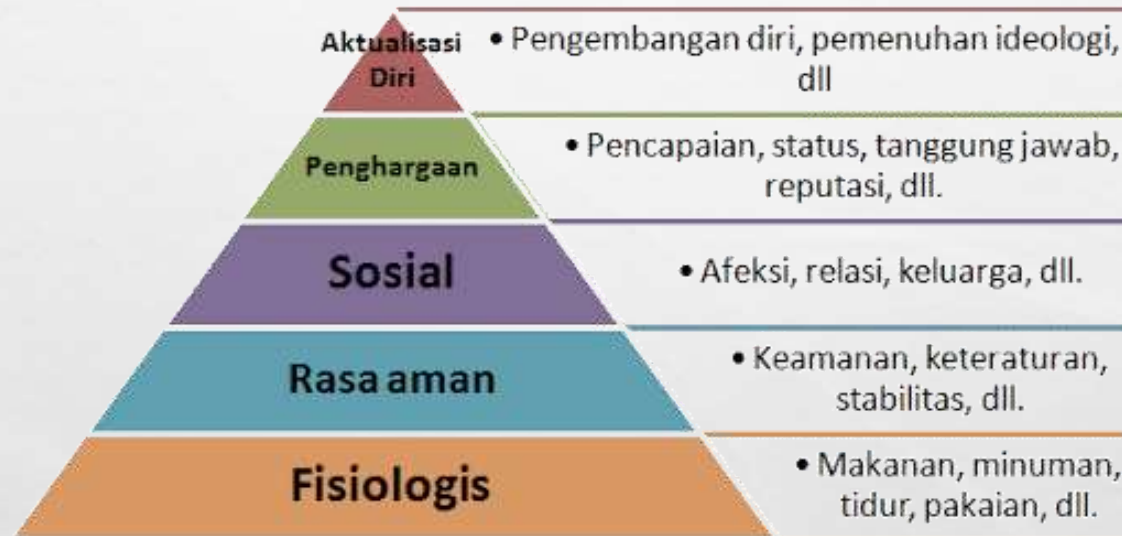 Aktualisasi
Diri
• Pengembangan diri, pemenuhan ideologi,
dll
Penghargaan
• Pencapaian, status, tanggung jawab,
reputasi, dll.
Sosial
• Afeksi, relasi, keluarga, dll.
Rasa aman
• Keamanan, keteraturan,
stabilitas, dll.
Fisiologis
• Makanan, minuman,
tidur, pakaian, dll.